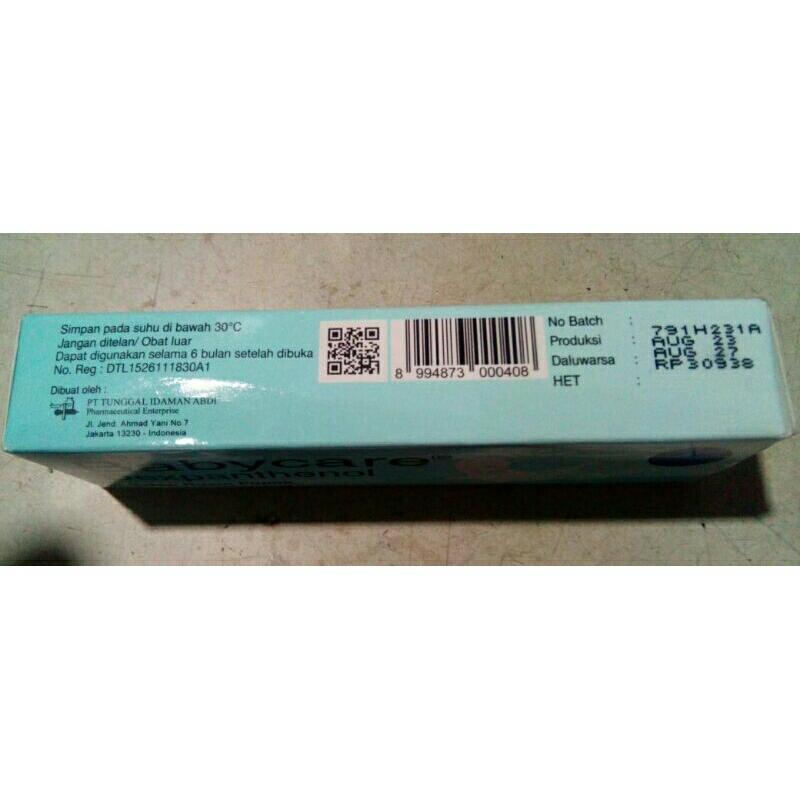 Simpan pada suhu di bawah 30°C
Jangan ditelan/ Obat luar
Dapat digunakan selama 6 bulan setelah dibuka
No. Reg : DTL1526111830A1
Dibuat oleh :
PT TUNGGAL IDAMAN ABDI
Pharmaceutical Enterprise
Jl. Jend. Ahmad Yani No.7
Jakarta 13230 - Indonesia
8 994873 000408
No Batch : 791H231A
Produksi : AUG 23
Daluwarsa : AUG 27
HET : RP 30938